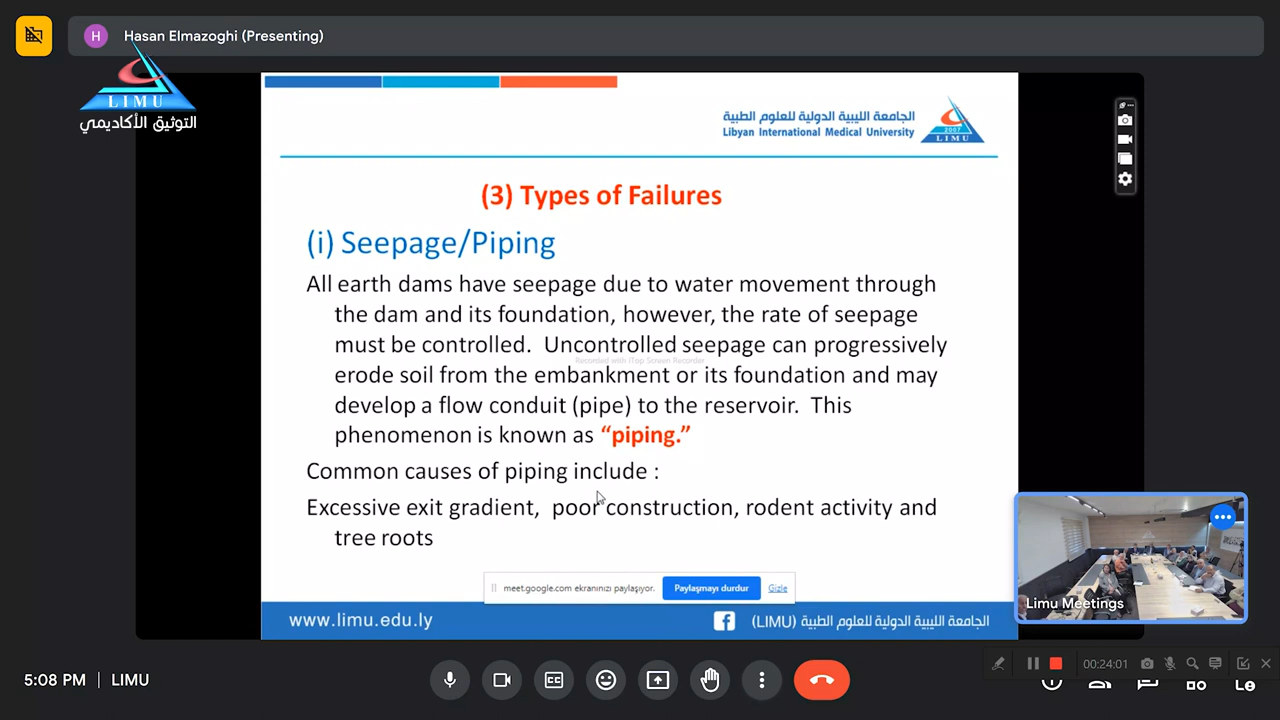 H
Hasan Elmazoghi (Presenting)
LIMU
التوثيق الأكاديمي
الجامعة الليبية الدولية للعلوم الطبية
Libyan International Medical University
2007
LIMU
(3) Types of Failures
(i) Seepage/Piping
All earth dams have seepage due to water movement through
the dam and its foundation, however, the rate of seepage
must be controlled. Uncontrolled seepage can progressively
Recorded with iTop Screen Recorder
erode soil from the embankment or its foundation and may
develop a flow conduit (pipe) to the reservoir. This
phenomenon is known as “piping.”
Common causes of piping include :
Excessive exit gradient, poor construction, rodent activity and
tree roots
meet.google.com ekranınızı paylaşıyor. Paylaşmayı durdur Gizle
Limu Meetings
www.limu.edu.ly
الجامعة الليبية الدولية للعلوم الطبية (LIMU)
00:24:01
5:08 PM | LIMU